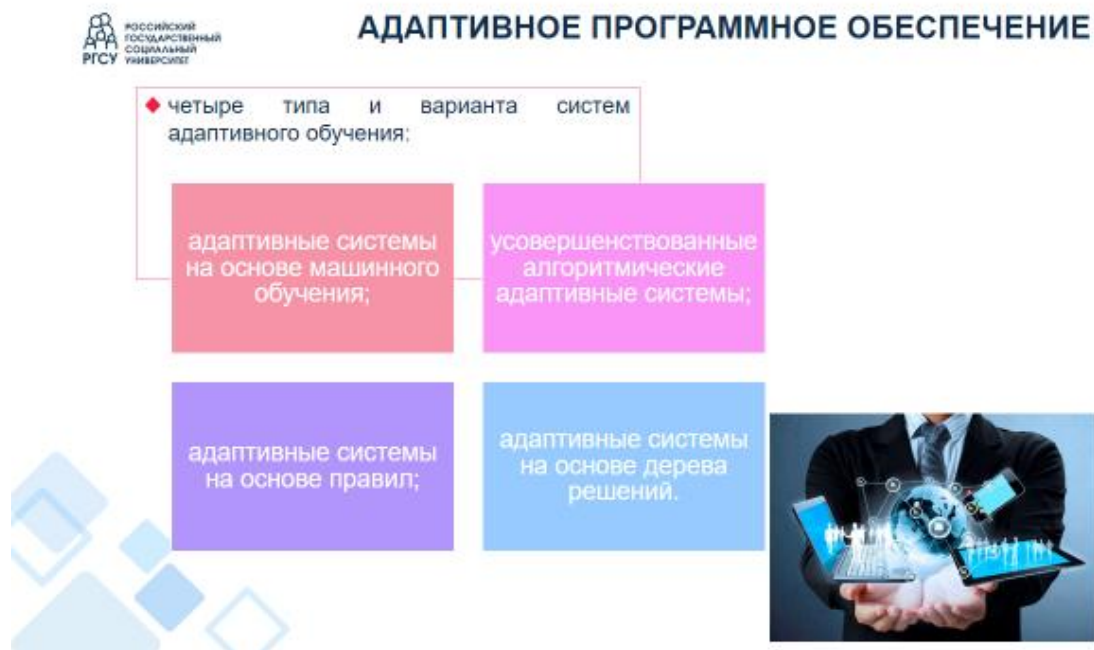 РОССИЙСКИЙ
ГОСУДАРСТВЕННЫЙ
СОЦИАЛЬНЫЙ
УНИВЕРСИТЕТ
РГСУ
АДАПТИВНОЕ ПРОГРАММНОЕ ОБЕСПЕЧЕНИЕ
четыре типа и варианта систем
адаптивного обучения:
адаптивные системы
на основе машинного
обучения;
усовершенствованные
алгоритмические
адаптивные системы;
адаптивные системы
на основе правил;
адаптивные системы
на основе дерева
решений.